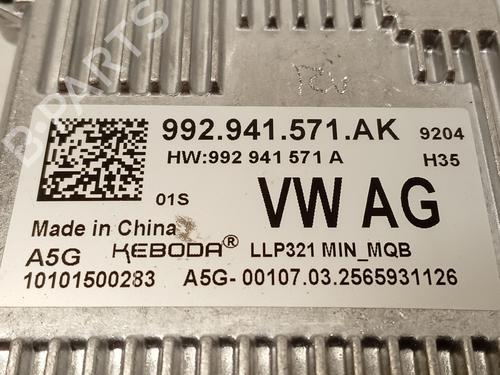 B-PARTS
992.941.571.AK 9204
HW:992 941 571 A H35
01S VW AG
Made in China
A5G KEBODA® LLP321 MIN_MQB
10101500283 A5G- 00107.03.2565931126